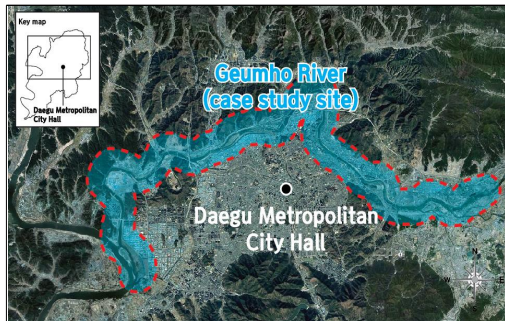 Key map
Daegu Metropolitan
City Hall
Geumho River
(case study site)
Daegu Metropolitan
City Hall
E